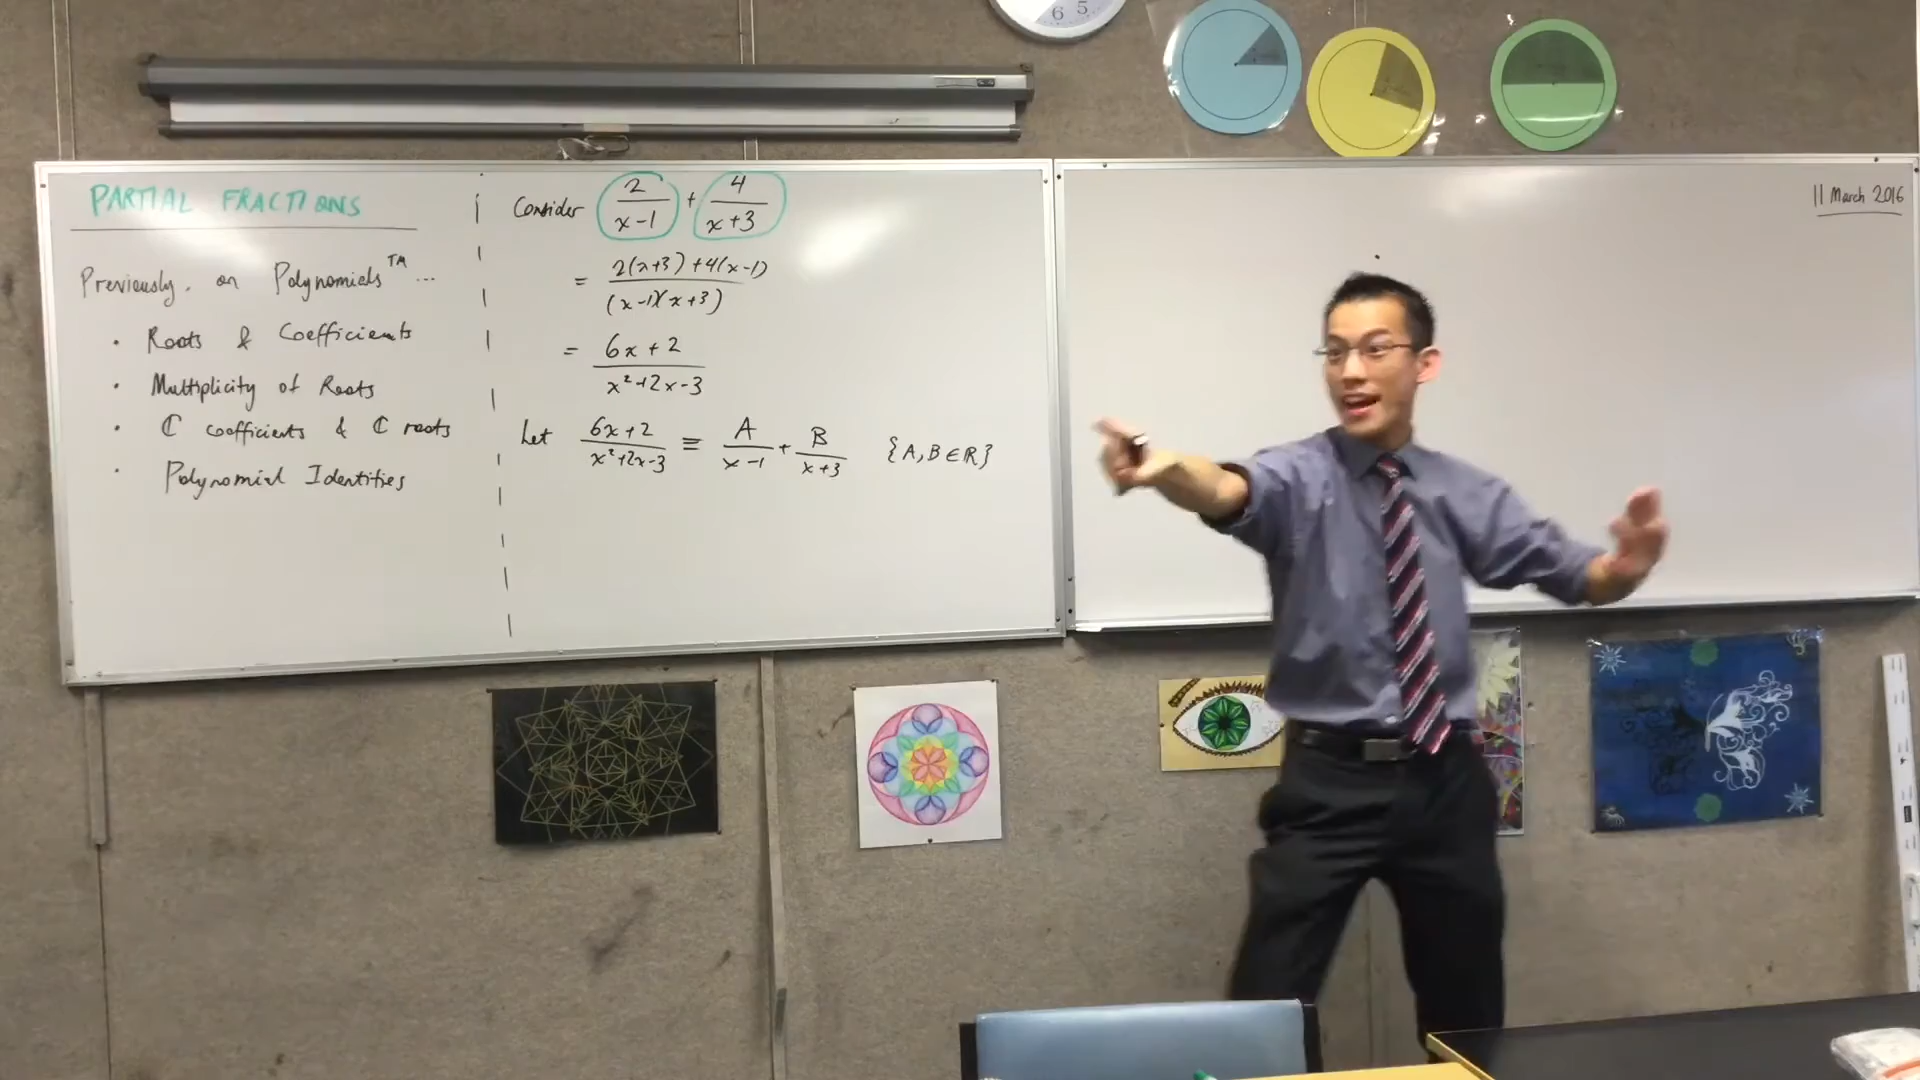 PARTIAL FRACTIONS
Previously, on Polynomials™...
• Roots & Coefficients
• Multiplicity of Roots
• ℂ coefficients & ℂ roots
• Polynomial Identities
Consider 2/(x-1) + 4/(x+3)
= (2(x+3)+4(x-1))/((x-1)(x+3))
= (6x+2)/(x²+2x-3)
Let (6x+2)/(x²+2x-3) ≡ A/(x-1) + B/(x+3) {A,B∈ℝ}
11 March 2016
6 5